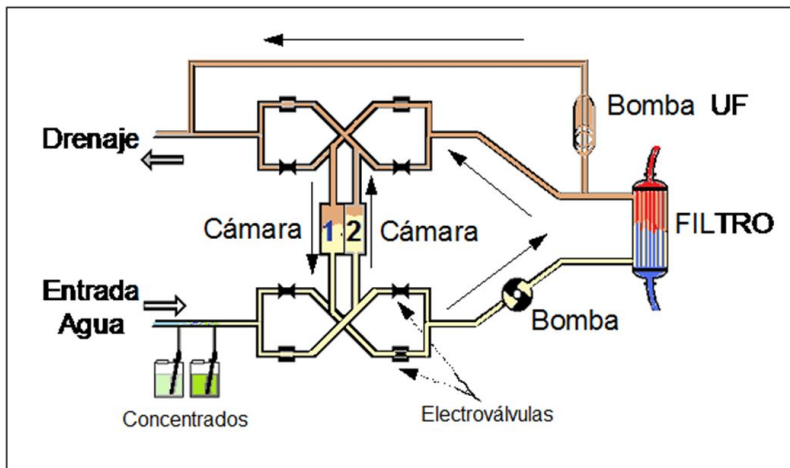 Bomba UF
Drenaje
Cámara
1
2
Cámara
FILTRO
Entrada
Agua
Bomba
Concentrados
Electroválvulas